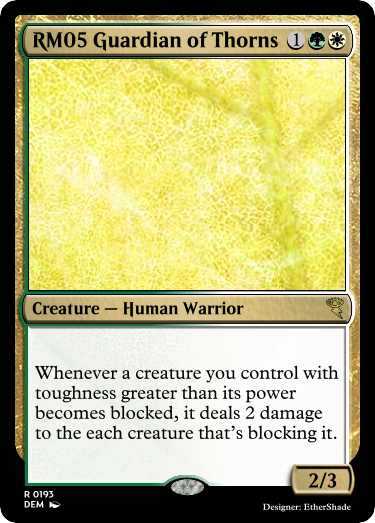 RM05 Guardian of Thorns 1
Creature — Human Warrior
Whenever a creature you control with
toughness greater than its power
becomes blocked, it deals 2 damage
to the each creature that's blocking it.
2/3
R 0193
DEM
Designer: EtherShade